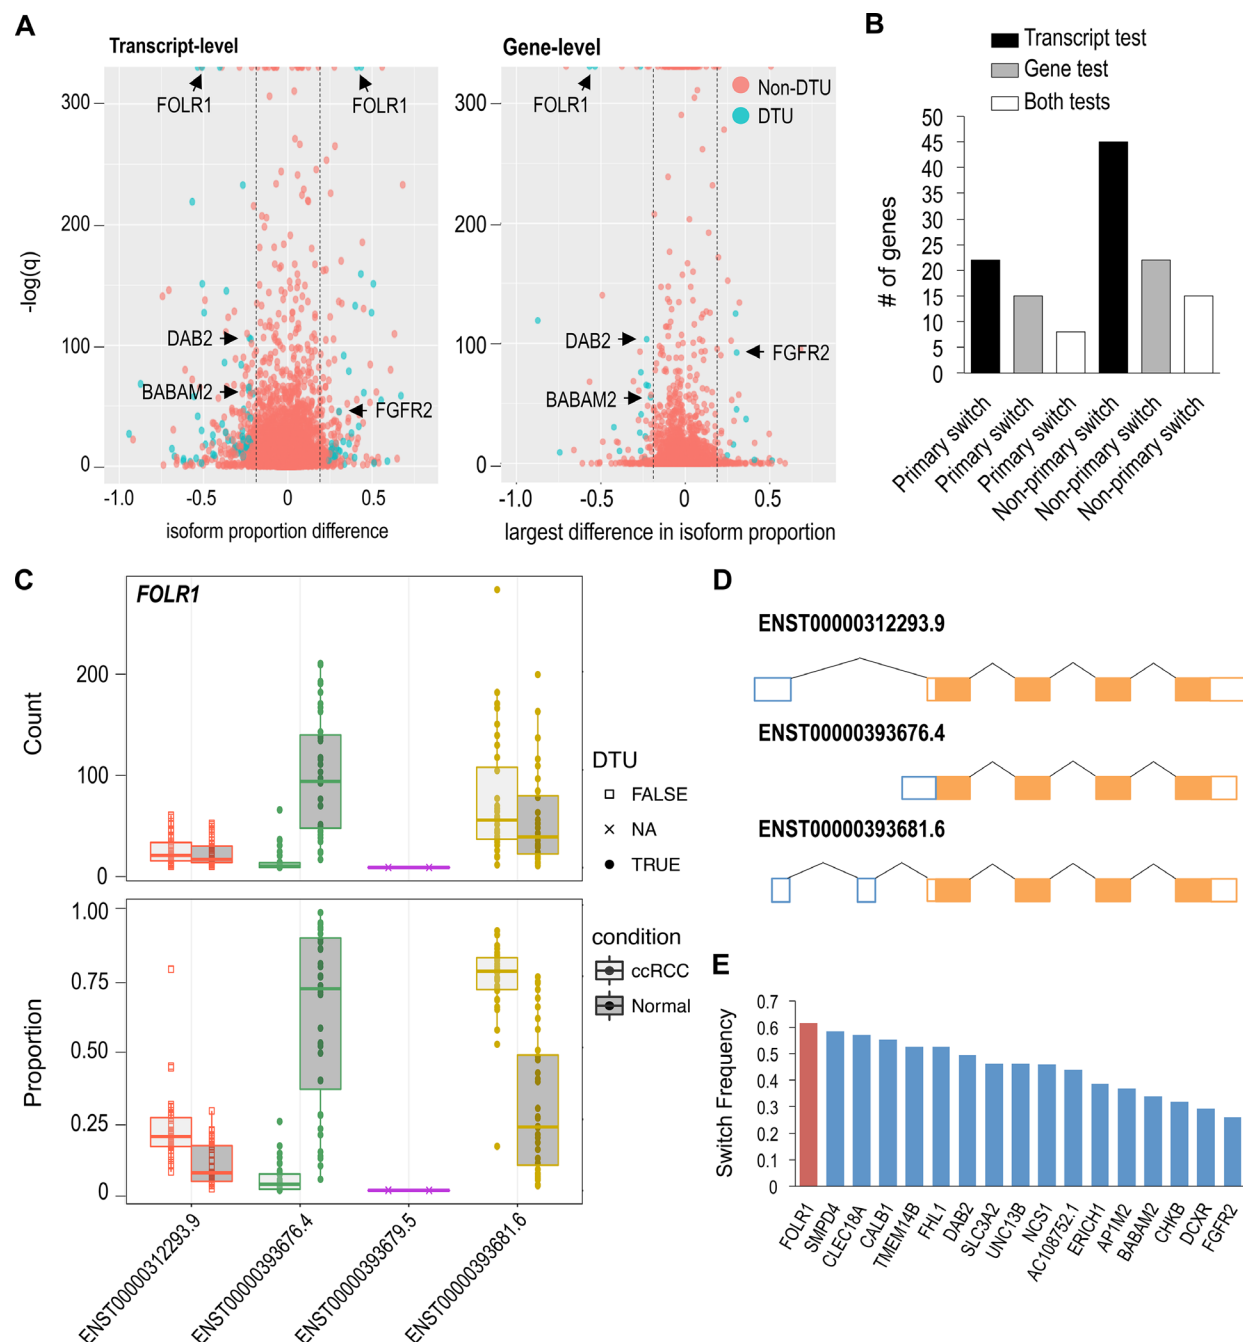 A
Transcript-level
Gene-level
300
200
100
0
-log(q)
FOLR1
FOLR1
DAB2
BABAM2
FGFR2
-1.0
-0.5
0
0.5
isoform proportion difference
300
200
100
0
FOLR1
Non-DTU
DTU
DAB2
FGFR2
BABAM2
-1.0
-0.5
0
0.5
largest difference in isoform proportion
B
Transcript test
Gene test
Both tests
# of genes
50
45
40
35
30
25
20
15
10
5
0
Primary switch
Primary switch
Primary switch
Non-primary switch
Non-primary switch
Non-primary switch
C
FOLR1
Count
200
100
0
Proportion
1.00
0.75
0.50
0.25
0
ENST00000312293.9
ENST00000393676.4
ENST00000393679.5
ENST00000393681.6
DTU
FALSE
NA
TRUE
condition
ccRCC
Normal
D
ENST00000312293.9
ENST00000393676.4
ENST00000393681.6
E
Switch Frequency
0.7
0.6
0.5
0.4
0.3
0.2
0.1
0
FOLR1
SMPD4
CLEC18A
CALB1
TMEM14B
FHL1
DAB2
SLC3A2
UNC13B
NCS1
AC108752.1
ERICH1
AP1M2
BABAM2
CHKB
DCXR
FGFR2